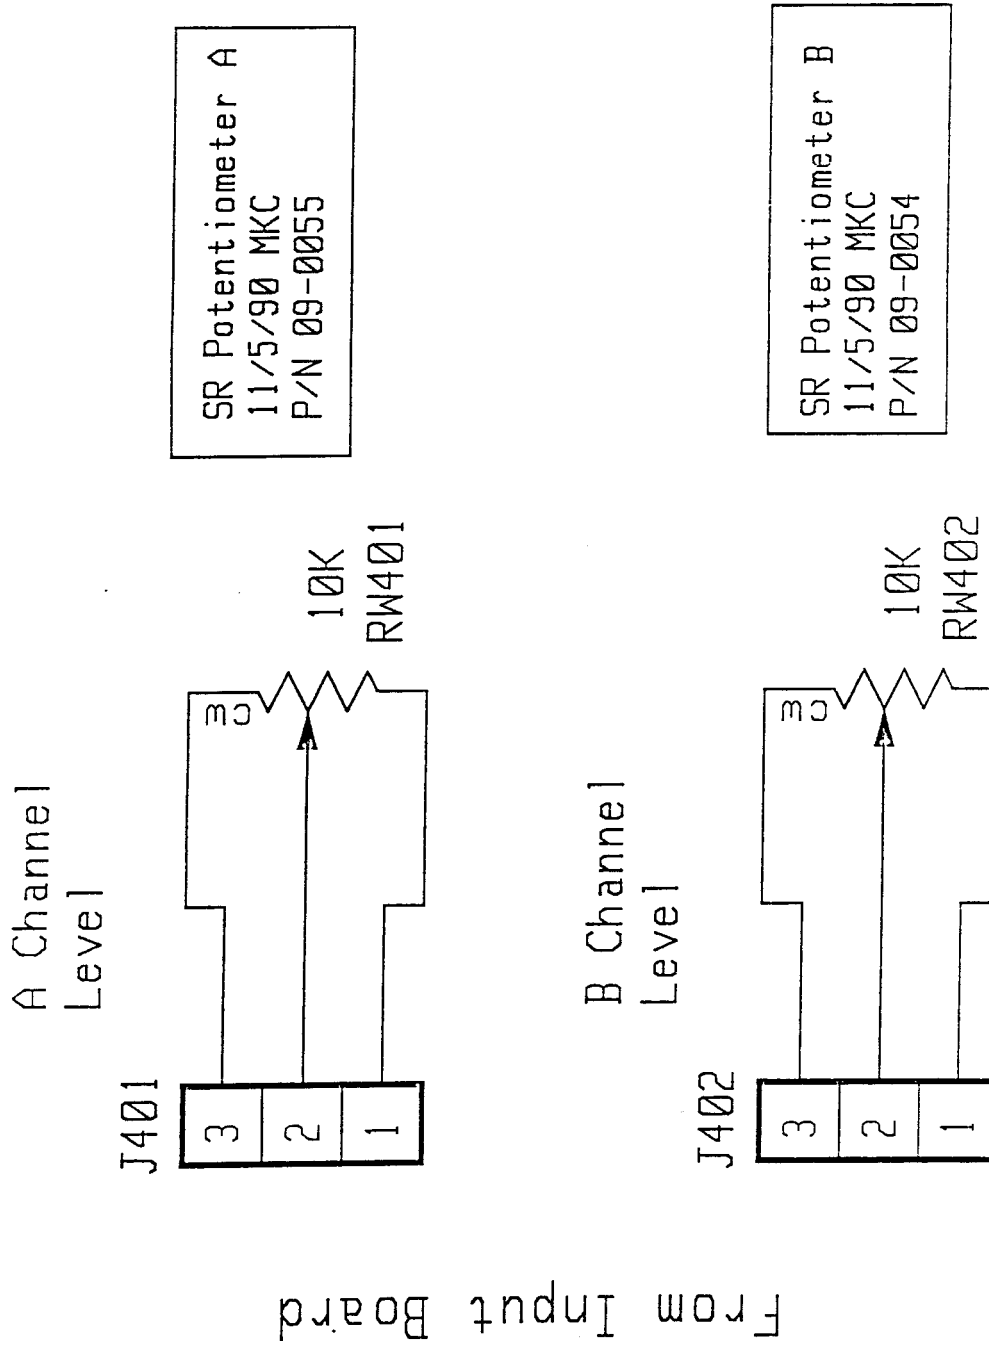 A Channel
Level
J401
3
2
1
cw
10K
RW401
SR Potentiometer A
11/5/90 MKC
P/N 09-0055
B Channel
Level
J402
3
2
1
cw
10K
RW402
SR Potentiometer B
11/5/90 MKC
P/N 09-0054
From Input Board